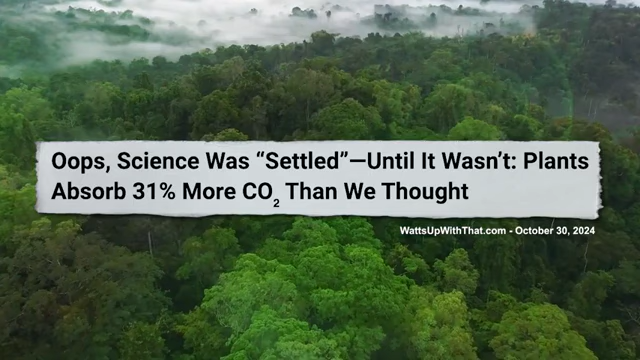 Oops, Science Was “Settled”—Until It Wasn’t: Plants
Absorb 31% More CO₂ Than We Thought
WattsUpWithThat.com - October 30, 2024